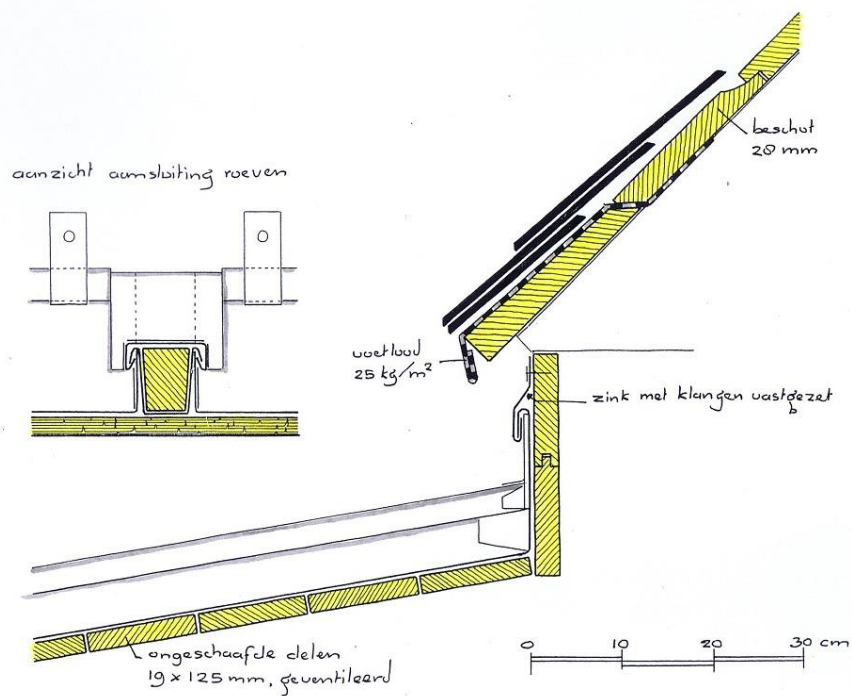 aanzicht aansluiting roeven
beschot
28 mm
voetlood
25 kg/m²
zink met klangen vastgezet
ongeschaafde delen
19 x 125 mm, geventileerd
0 10 20 30 cm